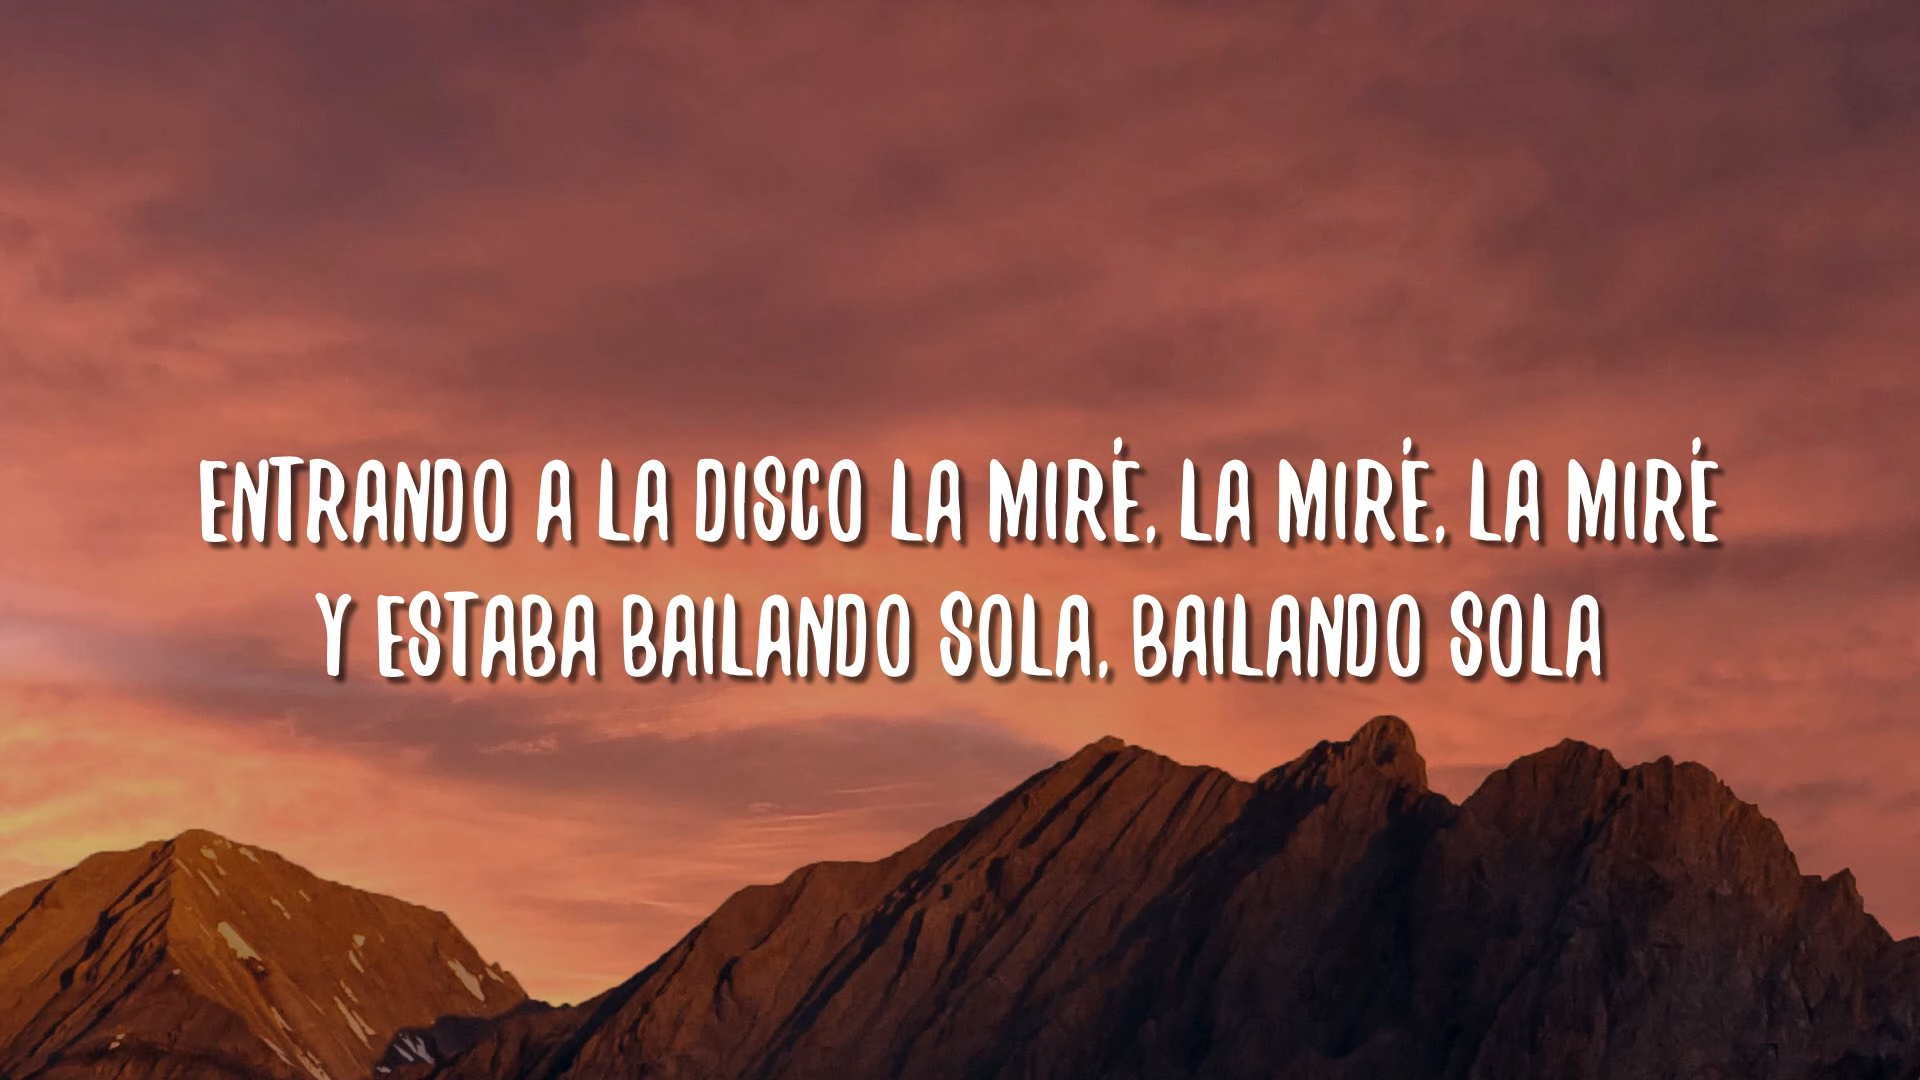 ENTRANDO A LA DISCO LA MIRÉ, LA MIRÉ, LA MIRÉ
Y ESTABA BAILANDO SOLA, BAILANDO SOLA